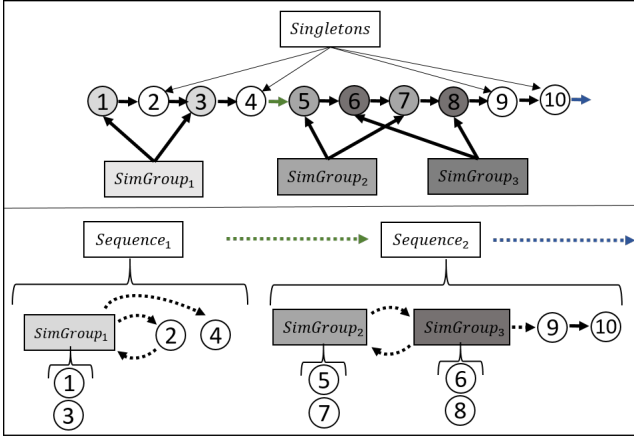 Singletons
1 2 3 4 5 6 7 8 9 10
SimGroup₁ SimGroup₂ SimGroup₃
Sequence₁ Sequence₂
SimGroup₁ 2 4 SimGroup₂ SimGroup₃ 9 10
1 5 6
3 7 8